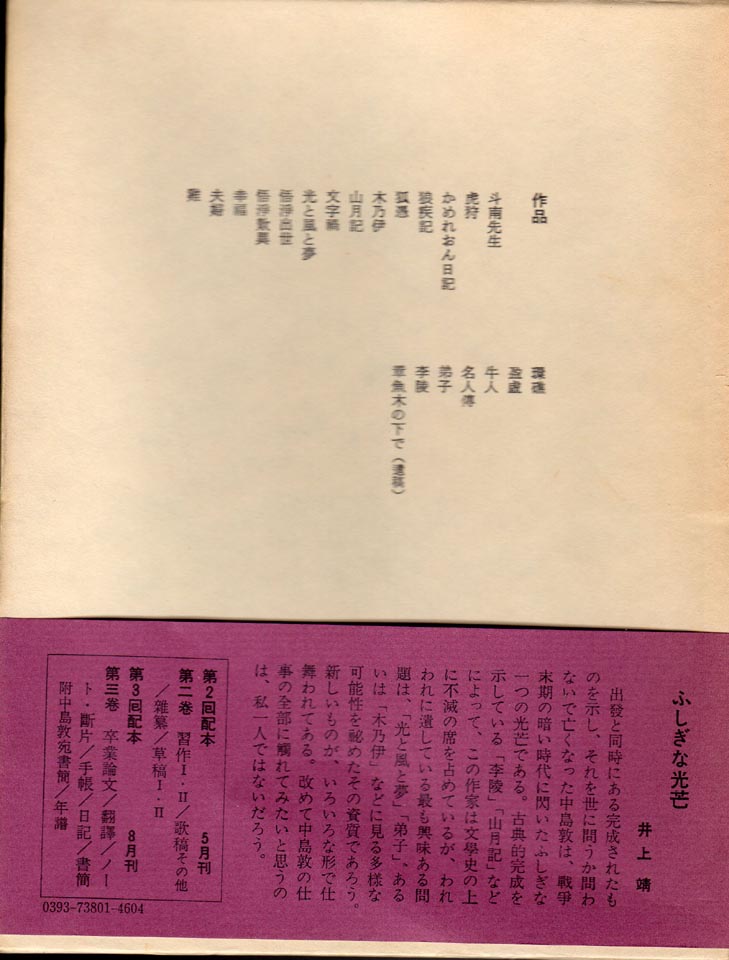 作品
斗南先生
虎狩
かめれおん日記
狼疾記
狐憑
木乃伊
山月記
文字禍
光と風と夢
悟浄出世
悟浄歎異
幸福
夫婦
雞
環礁
盈虚
牛人
名人傳
弟子
李陵
章魚木の下で（遺稿）
ふしぎな光芒
井上靖
出發と同時にある完成されたも
のを示し、それを世に問うか問わ
ないで亡くなった中島敦は、戰爭
末期の暗い時代に閃いたふしぎな
一つの光芒である。古典的完成を
示している「李陵」「山月記」など
によって、この作家は文學史の上
に不滅の席を占めているが、われ
われに遺している最も興味ある問
題は、「光と風と夢」「弟子」、ある
いは「木乃伊」などに見る多様な
可能性を祕めたその資質であろう。
新しいものが、いろいろな形で仕
舞われてある。改めて中島敦の仕
事の全部に觸れてみたいと思うの
は、私一人ではないだろう。
第2回配本 5月刊
第二巻 習作Ⅰ・Ⅱ／歌稿その他
／雜纂／草稿Ⅰ・Ⅱ
第3回配本 8月刊
第三巻 卒業論文／翻譯／ノー
ト・斷片／手帳／日記／書簡
附中島敦宛書簡／年譜
0393-73801-4604